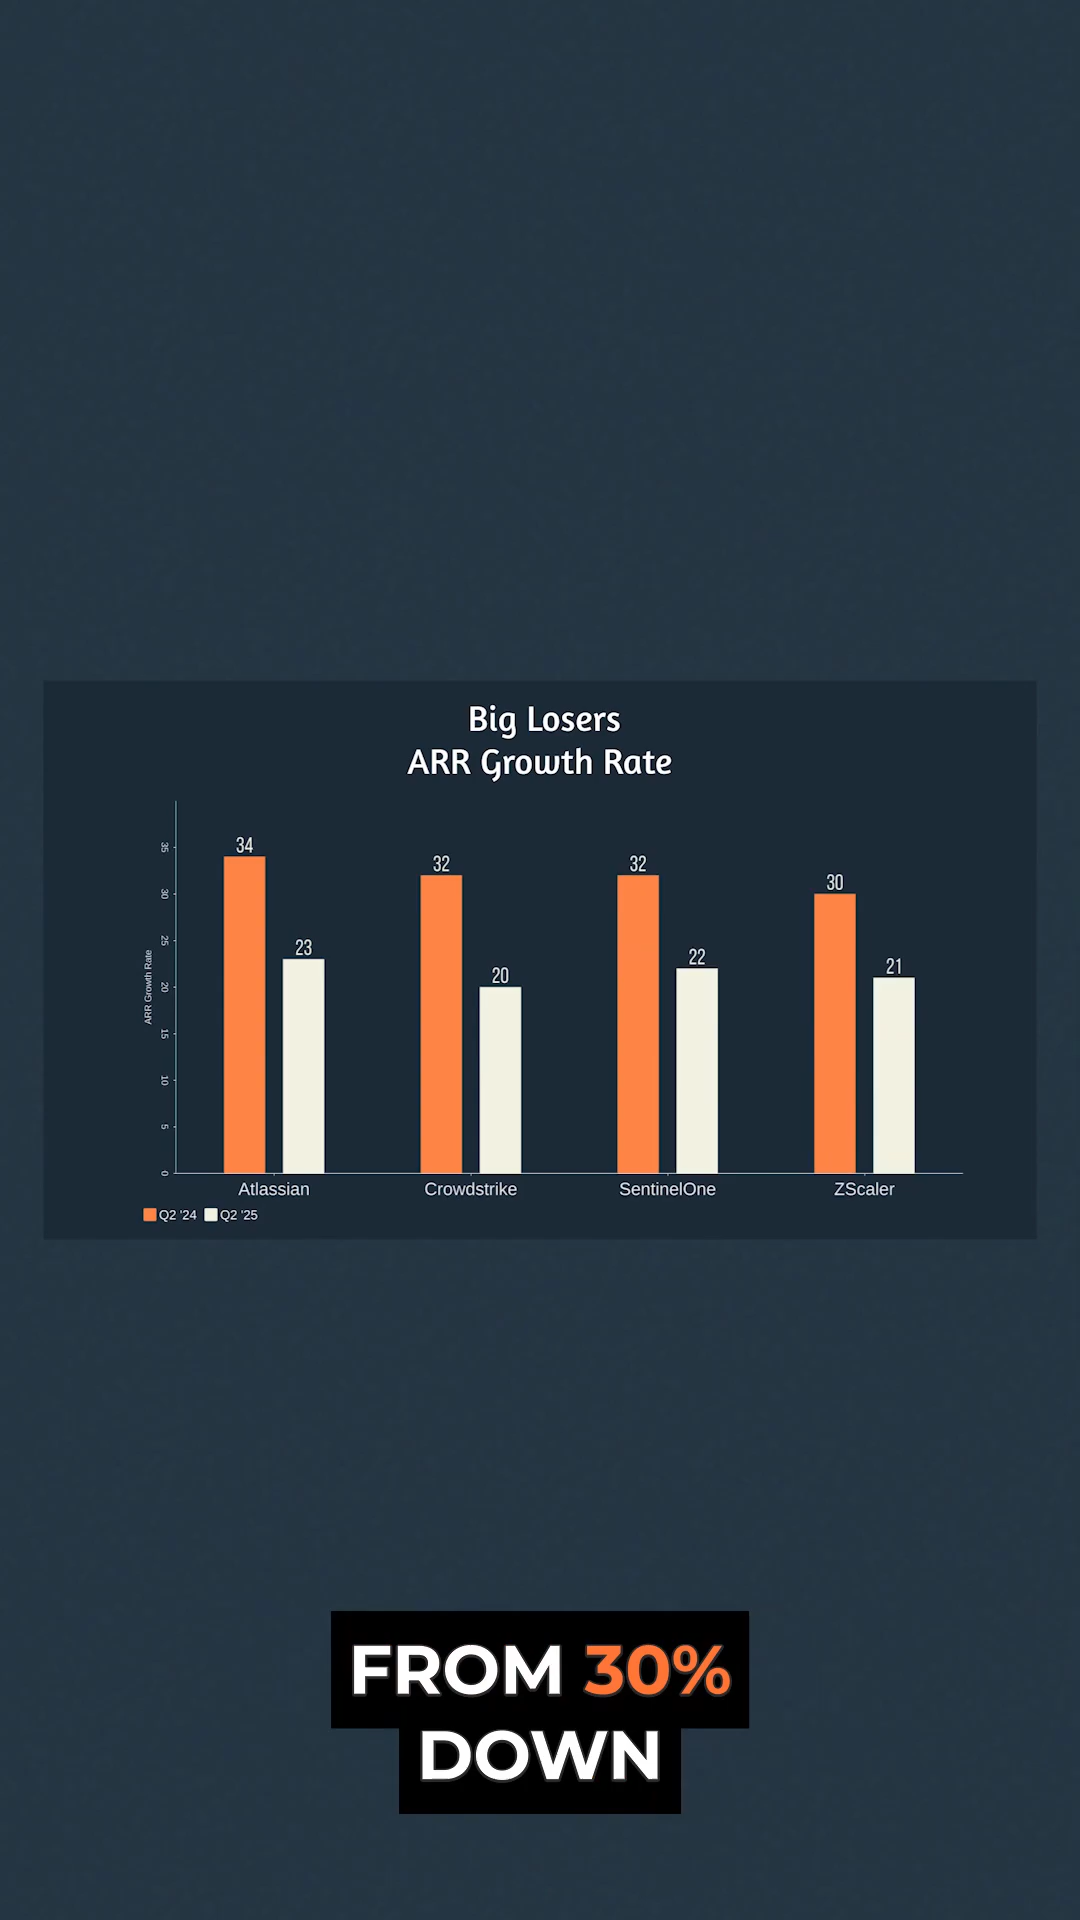 Big Losers
ARR Growth Rate
ARR Growth Rate
35
30
25
20
15
10
5
0
34
23
32
20
32
22
30
21
Atlassian
Crowdstrike
SentinelOne
ZScaler
Q2 '24
Q2 '25
FROM 30%
DOWN